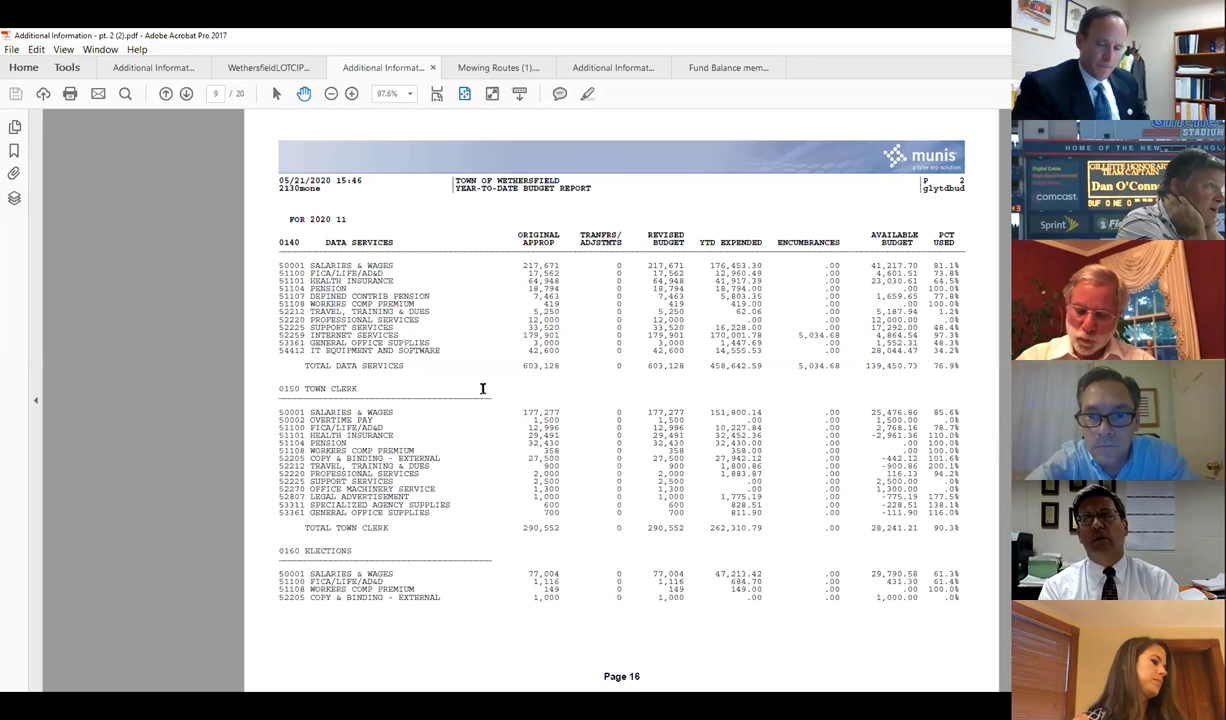 Additional Information - pt. 2 (2).pdf - Adobe Acrobat Pro 2017
File Edit View Window Help
Home Tools Additional Informat... WethersfieldLOTCIP... Additional Informat... × Mowing Routes (1).... Additional Informat... Fund Balance mem...
9 / 20 97.6%
munis
a tyler erp solution
05/21/2020 15:46 TOWN OF WETHERSFIELD P 2
2130mone YEAR-TO-DATE BUDGET REPORT glytdbud
FOR 2020 11
ORIGINAL TRANFRS/ REVISED AVAILABLE PCT
0140 DATA SERVICES APPROP ADJSTMTS BUDGET YTD EXPENDED ENCUMBRANCES BUDGET USED
50001 SALARIES & WAGES 217,671 0 217,671 176,453.30 .00 41,217.70 81.1%
51100 FICA/LIFE/AD&D 17,562 0 17,562 12,960.49 .00 4,601.51 73.8%
51101 HEALTH INSURANCE 64,948 0 64,948 41,917.39 .00 23,030.61 64.5%
51104 PENSION 18,794 0 18,794 18,794.00 .00 .00 100.0%
51107 DEFINED CONTRIB PENSION 7,463 0 7,463 5,803.35 .00 1,659.65 77.8%
51108 WORKERS COMP PREMIUM 419 0 419 419.00 .00 .00 100.0%
52212 TRAVEL, TRAINING & DUES 5,250 0 5,250 62.06 .00 5,187.94 1.2%
52220 PROFESSIONAL SERVICES 12,000 0 12,000 .00 .00 12,000.00 .0%
52225 SUPPORT SERVICES 33,520 0 33,520 16,228.00 .00 17,292.00 48.4%
52259 INTERNET SERVICES 179,901 0 179,901 170,001.78 5,034.68 4,864.54 97.3%
53361 GENERAL OFFICE SUPPLIES 3,000 0 3,000 1,447.69 .00 1,552.31 48.3%
54412 IT EQUIPMENT AND SOFTWARE 42,600 0 42,600 14,555.53 .00 28,044.47 34.2%
TOTAL DATA SERVICES 603,128 0 603,128 458,642.59 5,034.68 139,450.73 76.9%
0150 TOWN CLERK
50001 SALARIES & WAGES 177,277 0 177,277 151,800.14 .00 25,476.86 85.6%
50002 OVERTIME PAY 1,500 0 1,500 .00 .00 1,500.00 .0%
51100 FICA/LIFE/AD&D 12,996 0 12,996 10,227.84 .00 2,768.16 78.7%
51101 HEALTH INSURANCE 29,491 0 29,491 32,452.36 .00 -2,961.36 110.0%
51104 PENSION 32,430 0 32,430 32,430.00 .00 .00 100.0%
51108 WORKERS COMP PREMIUM 358 0 358 358.00 .00 .00 100.0%
52205 COPY & BINDING - EXTERNAL 27,500 0 27,500 27,942.12 .00 -442.12 101.6%
52212 TRAVEL, TRAINING & DUES 900 0 900 1,800.86 .00 -900.86 200.1%
52220 PROFESSIONAL SERVICES 2,000 0 2,000 1,883.87 .00 116.13 94.2%
52225 SUPPORT SERVICES 2,500 0 2,500 .00 .00 2,500.00 .0%
52270 OFFICE MACHINERY SERVICE 1,300 0 1,300 .00 .00 1,300.00 .0%
52807 LEGAL ADVERTISEMENT 1,000 0 1,000 1,775.19 .00 -775.19 177.5%
53311 SPECIALIZED AGENCY SUPPLIES 600 0 600 828.51 .00 -228.51 138.1%
53361 GENERAL OFFICE SUPPLIES 700 0 700 811.90 .00 -111.90 116.0%
TOTAL TOWN CLERK 290,552 0 290,552 262,310.79 .00 28,241.21 90.3%
0160 ELECTIONS
50001 SALARIES & WAGES 77,004 0 77,004 47,213.42 .00 29,790.58 61.3%
51100 FICA/LIFE/AD&D 1,116 0 1,116 684.70 .00 431.30 61.4%
51108 WORKERS COMP PREMIUM 149 0 149 149.00 .00 .00 100.0%
52205 COPY & BINDING - EXTERNAL 1,000 0 1,000 .00 .00 1,000.00 .0%
Page 16
STADIUM
HOME OF THE NEW
GILLETTE HONORARY
TEAM CAPTAIN
Dan O'Conn
BUF 0 NE 0
comcast
Sprint